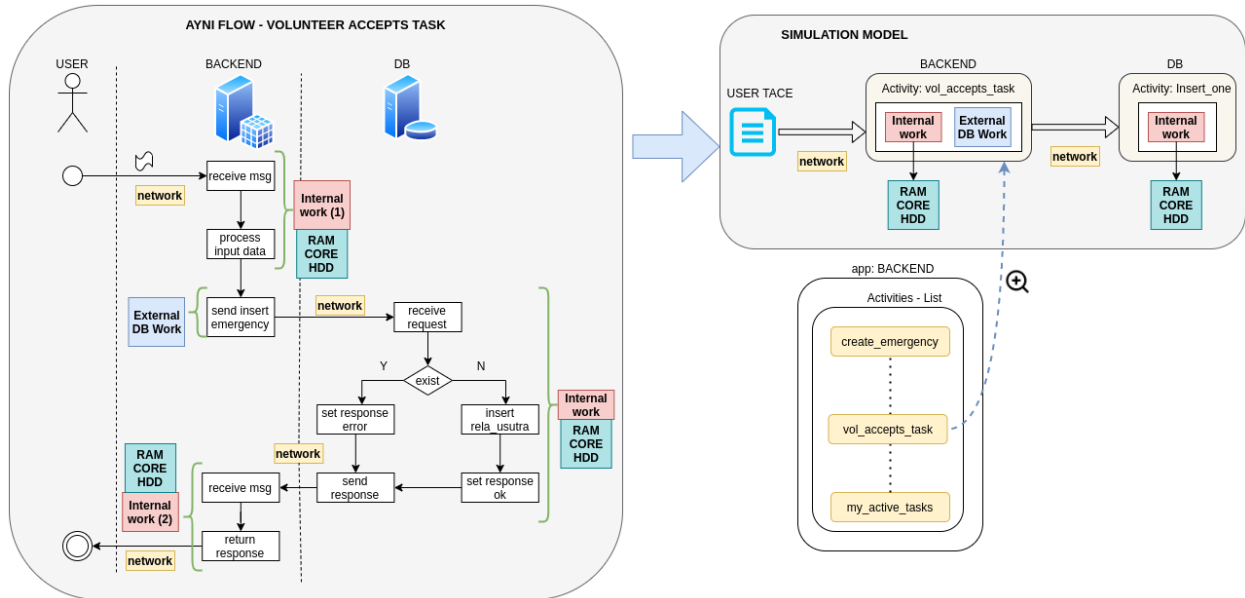 AYNI FLOW - VOLUNTEER ACCEPTS TASK
USER
BACKEND
DB
network
receive msg
Internal
work (1)
process
input data
RAM
CORE
HDD
External
DB Work
send insert
emergency
network
receive
request
Y
exist
N
set response
error
insert
rela_usutra
Internal
work
RAM
CORE
HDD
RAM
CORE
HDD
Internal
work (2)
receive msg
network
send
response
set response
ok
return
response
network
SIMULATION MODEL
BACKEND
DB
USER TACE
Activity: vol_accepts_task
Activity: Insert_one
Internal
work
External
DB Work
Internal
work
network
network
RAM
CORE
HDD
RAM
CORE
HDD
app: BACKEND
Activities - List
create_emergency
vol_accepts_task
my_active_tasks